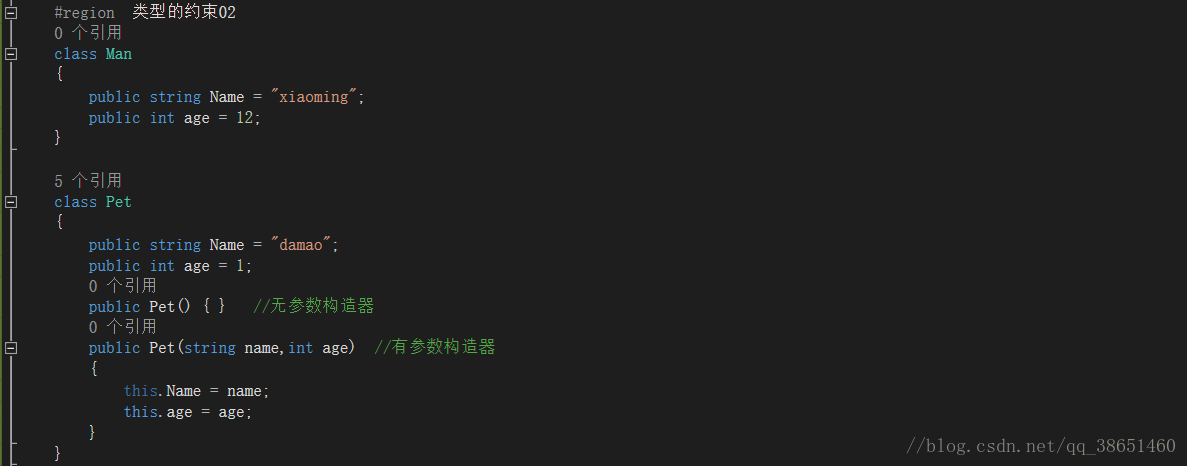 #region  类型的约束02
0 个引用
class Man
{
    public string Name = "xiaoming";
    public int age = 12;
}
5 个引用
class Pet
{
    public string Name = "damao";
    public int age = 1;
    0 个引用
    public Pet() { }   //无参数构造器
    0 个引用
    public Pet(string name,int age)  //有参数构造器
    {
        this.Name = name;
        this.age = age;
    }
}
//blog.csdn.net/qq_38651460